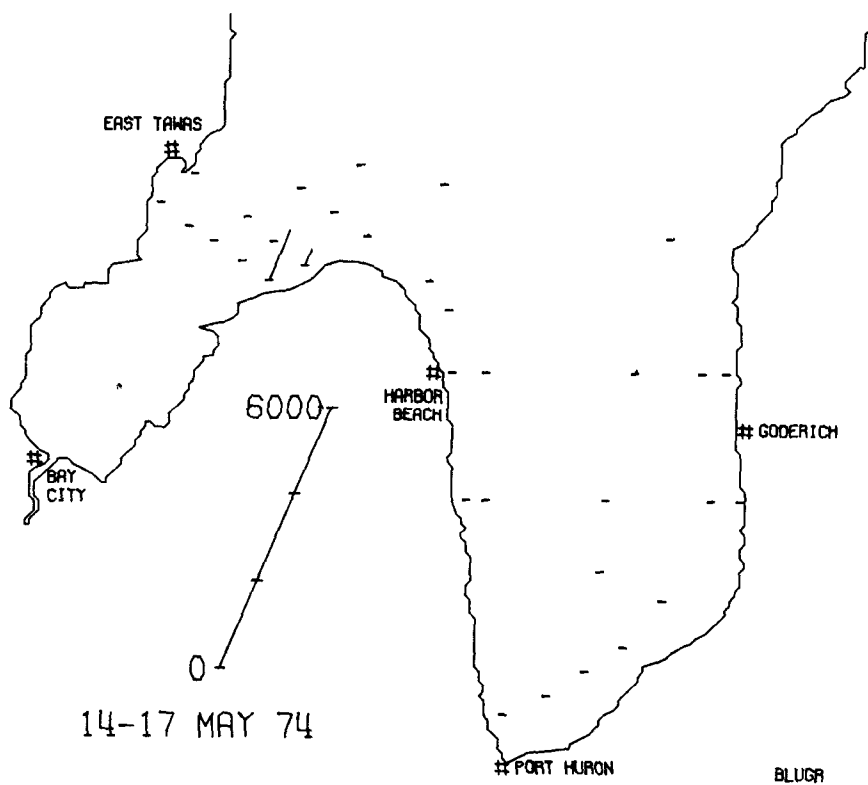 EAST TAWAS
HARBOR
BEACH
6000
GODERICH
BAY
CITY
0
14-17 MAY 74
PORT HURON
BLUGR